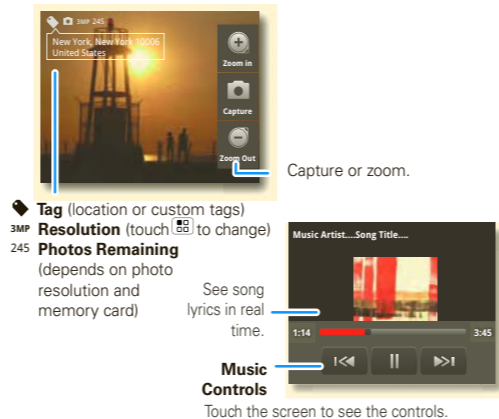 3MP 245
New York, New York 10006
United States
Zoom in
Capture
Zoom Out
Capture or zoom.
Tag (location or custom tags)
3MP Resolution (touch to change)
245 Photos Remaining
(depends on photo
resolution and
memory card)
Music Artist....Song Title....
See song
lyrics in real
time.
1:14
3:45
Music
Controls
Touch the screen to see the controls.